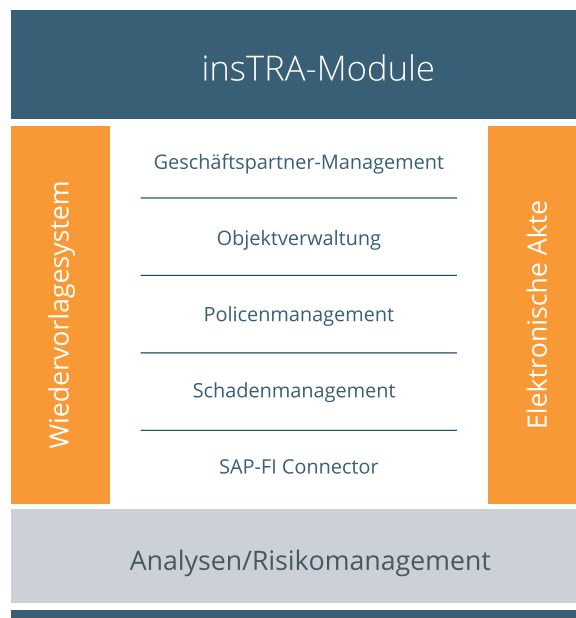 insTRA-Module
Wiedervorlagesystem
Geschäftspartner-Management
Objektverwaltung
Policenmanagement
Schadenmanagement
SAP-FI Connector
Elektronische Akte
Analysen/Risikomanagement